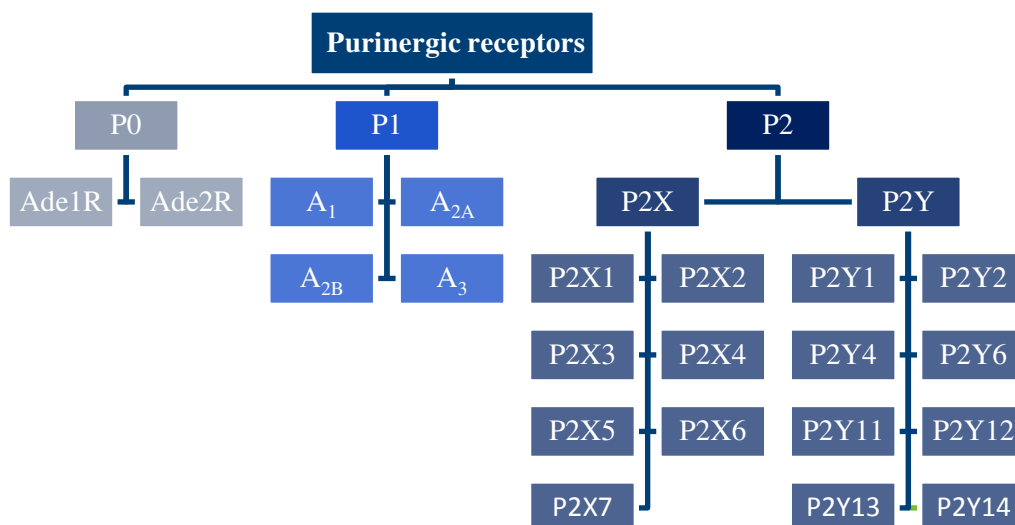 Purinergic receptors
P0
P1
P2
Ade1R
Ade2R
A₁
A₂A
P2X
P2Y
A₂B
A₃
P2X1
P2X2
P2Y1
P2Y2
P2X3
P2X4
P2Y4
P2Y6
P2X5
P2X6
P2Y11
P2Y12
P2X7
P2Y13
P2Y14